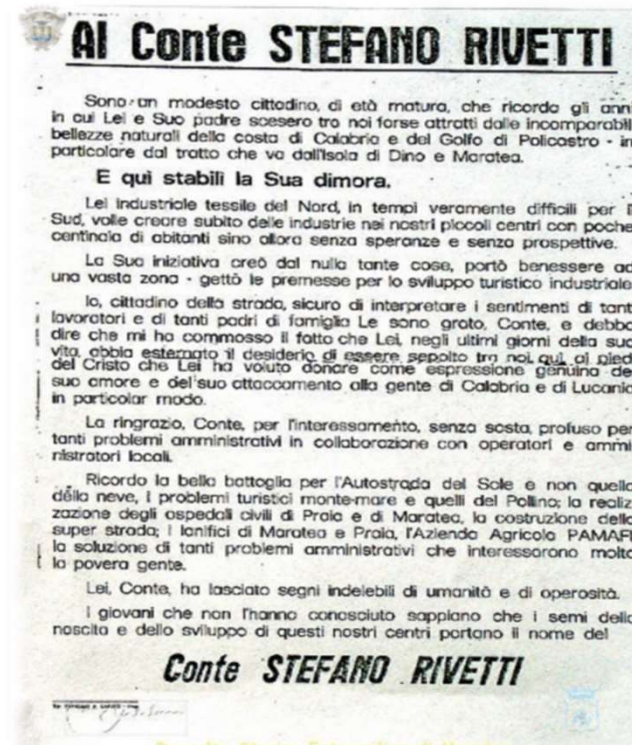 Al Conte STEFANO RIVETTI
Sono un modesto cittadino, di età matura, che ricorda gli ann
in cui Lei e Suo padre scesero tra noi forse attratti dalle incomparabil
bellezze naturali della costa di Calabria e del Golfo di Policastro - in
particolare dal tratto che va dall'Isola di Dino e Maratea.
E qui stabilì la Sua dimora.
Lei industriale tessile del Nord, in tempi veramente difficili per i
Sud, volle creare subito delle industrie nei nostri piccoli centri con poche
centinaia di abitanti sino allora senza speranze e senza prospettive.
La Sua iniziativa creò dal nulla tante cose, portò benessere ad
una vasta zona - gettò le premesse per lo sviluppo turistico industriale
Io, cittadino della strada, sicuro di interpretare i sentimenti di tant
lavoratori e di tanti padri di famiglia Le sono grato, Conte, e debbo
dire che mi ha commosso il fatto che Lei, negli ultimi giorni della sua
vita, abbia esternato il desiderio di essere sepolto tra noi qui ai pied
del Cristo che Lei ha voluto donare come espressione genuina de
suo amore e del suo attaccamento alla gente di Calabria e di Lucania
in particolar modo.
La ringrazio, Conte, per l'interessamento, senza sosta, profuso per
tanti problemi amministrativi in collaborazione con operatori e ammi
nistratori locali.
Ricordo la bella battaglia per l'Autostrada del Sole e non quella
della neve, i problemi turistici monte-mare e quelli del Pollino; la realiz
zazione degli ospedali civili di Praia e di Maratea, la costruzione della
super strada; i lanifici di Maratea e Praia, l'Azienda Agricola PAMAFI
la soluzione di tanti problemi amministrativi che interessarono molto
la povera gente.
Lei, Conte, ha lasciato segni indelebili di umanità e di operosità.
I giovani che non l'hanno conosciuto sappiano che i semi della
nascita e dello sviluppo di questi nostri centri portano il nome del
Conte STEFANO RIVETTI